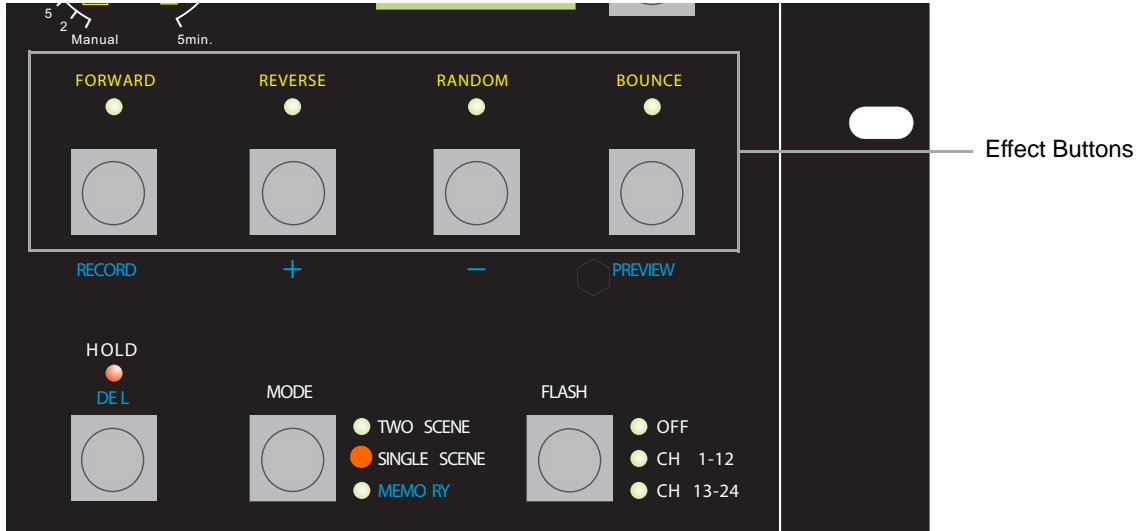 5
2
Manual 5min.
FORWARD REVERSE RANDOM BOUNCE
Effect Buttons
RECORD + − PREVIEW
HOLD
DE L MODE FLASH
TWO SCENE OFF
SINGLE SCENE CH 1-12
MEMO RY CH 13-24